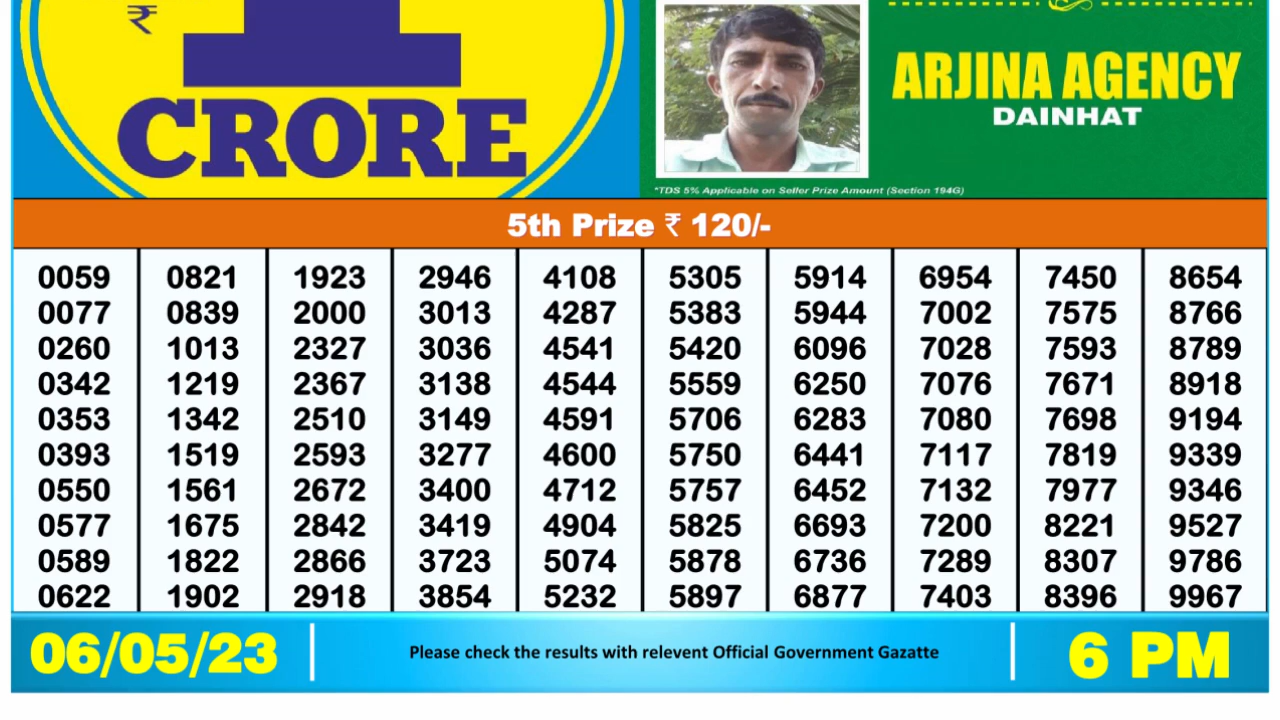 ₹ 1
CRORE
ARJINA AGENCY
DAINHAT
*TDS 5% Applicable on Seller Prize Amount (Section 194G)
5th Prize ₹ 120/-
0059 0821 1923 2946 4108 5305 5914 6954 7450 8654
0077 0839 2000 3013 4287 5383 5944 7002 7575 8766
0260 1013 2327 3036 4541 5420 6096 7028 7593 8789
0342 1219 2367 3138 4544 5559 6250 7076 7671 8918
0353 1342 2510 3149 4591 5706 6283 7080 7698 9194
0393 1519 2593 3277 4600 5750 6441 7117 7819 9339
0550 1561 2672 3400 4712 5757 6452 7132 7977 9346
0577 1675 2842 3419 4904 5825 6693 7200 8221 9527
0589 1822 2866 3723 5074 5878 6736 7289 8307 9786
0622 1902 2918 3854 5232 5897 6877 7403 8396 9967
06/05/23
Please check the results with relevent Official Government Gazatte
6 PM